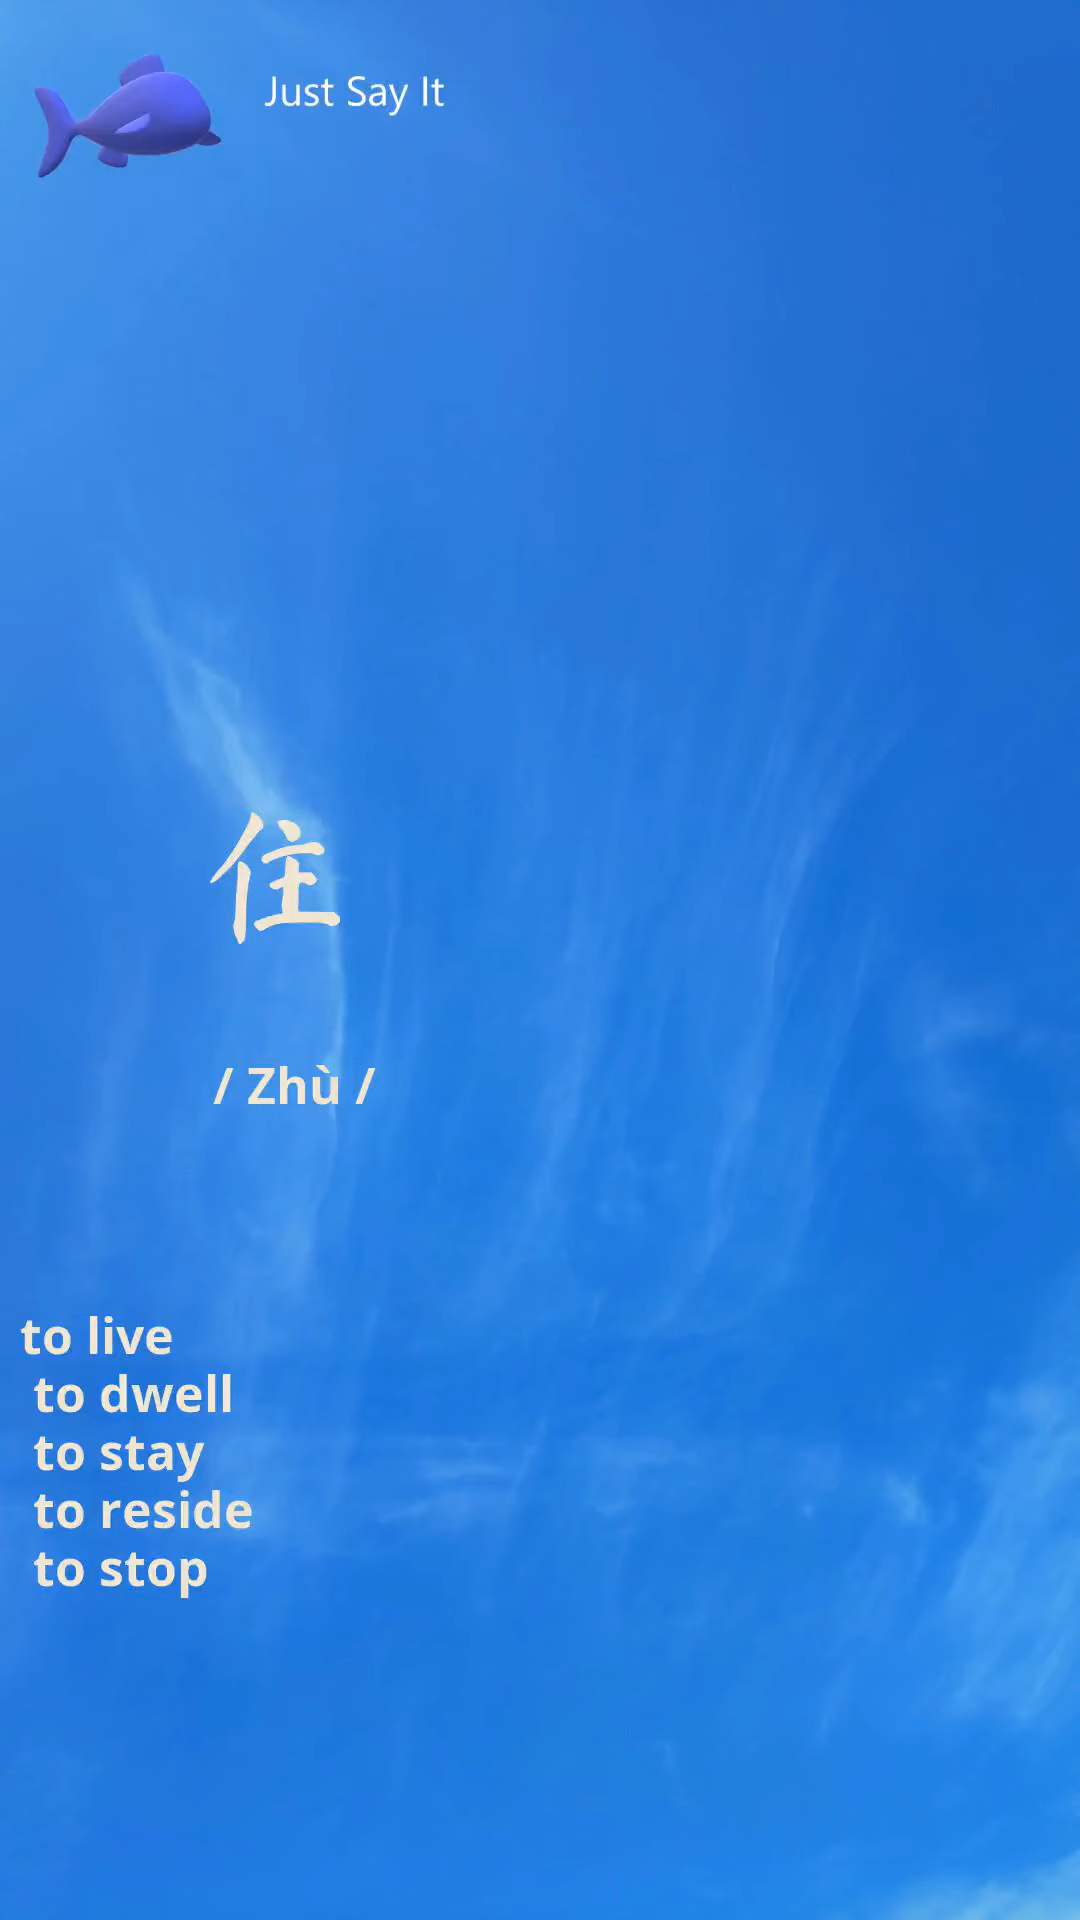 Just Say It
住
/ Zhù /
to live
to dwell
to stay
to reside
to stop